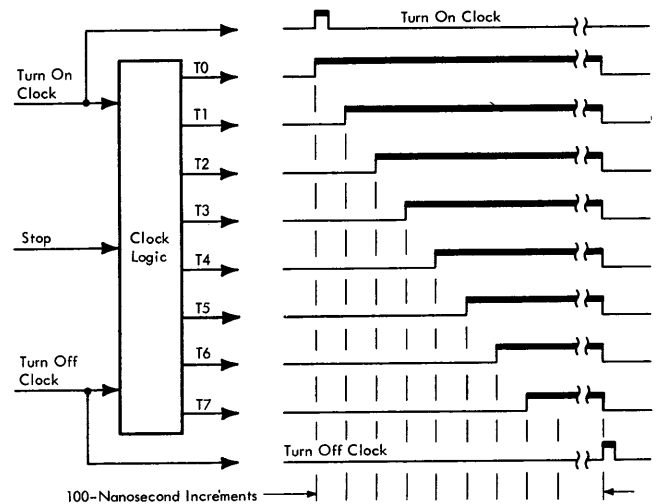 Turn On Clock
T0
Turn On
Clock
T1
T2
T3
Stop
Clock
Logic
T4
T5
T6
Turn Off
Clock
T7
Turn Off Clock
100-Nanosecond Increments